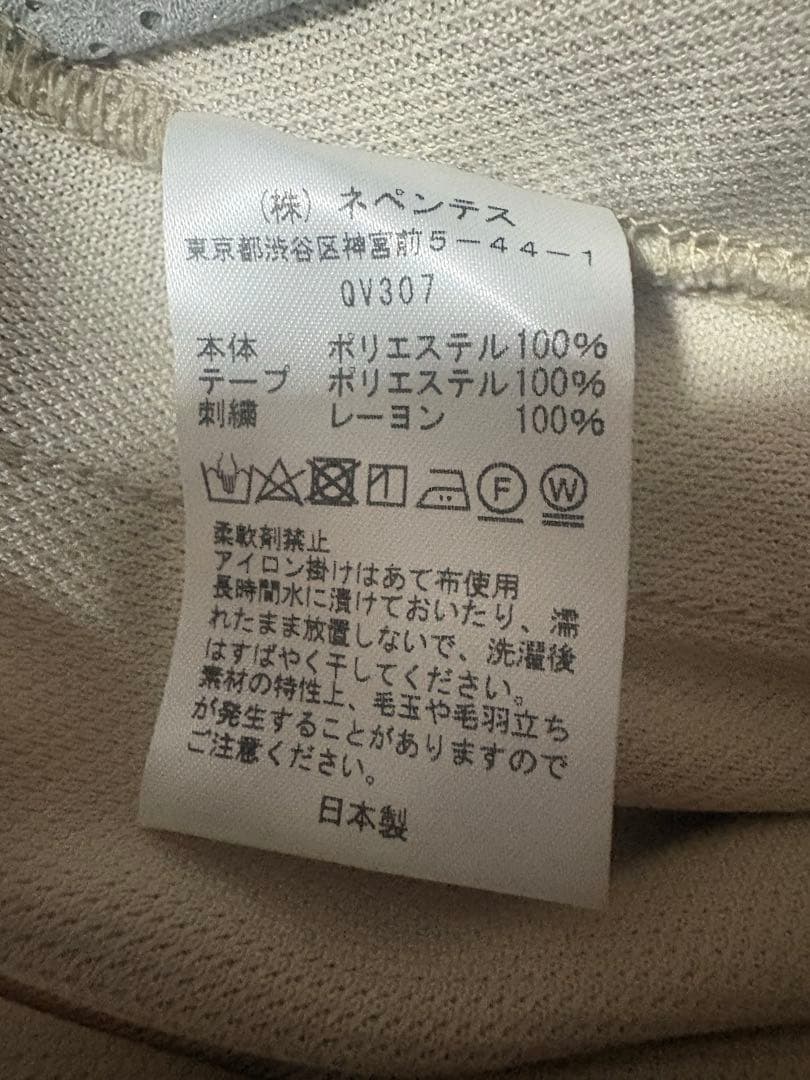 (株) ネペンテス
東京都渋谷区神宮前5-44-1
QV307
本体 ポリエステル100%
テープ ポリエステル100%
刺繍 レーヨン 100%
F W
柔軟剤禁止
アイロン掛けはあて布使用
長時間水に漬けておいたり、濡
れたまま放置しないで、洗濯後
はすばやく干してください。
素材の特性上、毛玉や毛羽立ち
が発生することがありますので
ご注意ください。
日本製